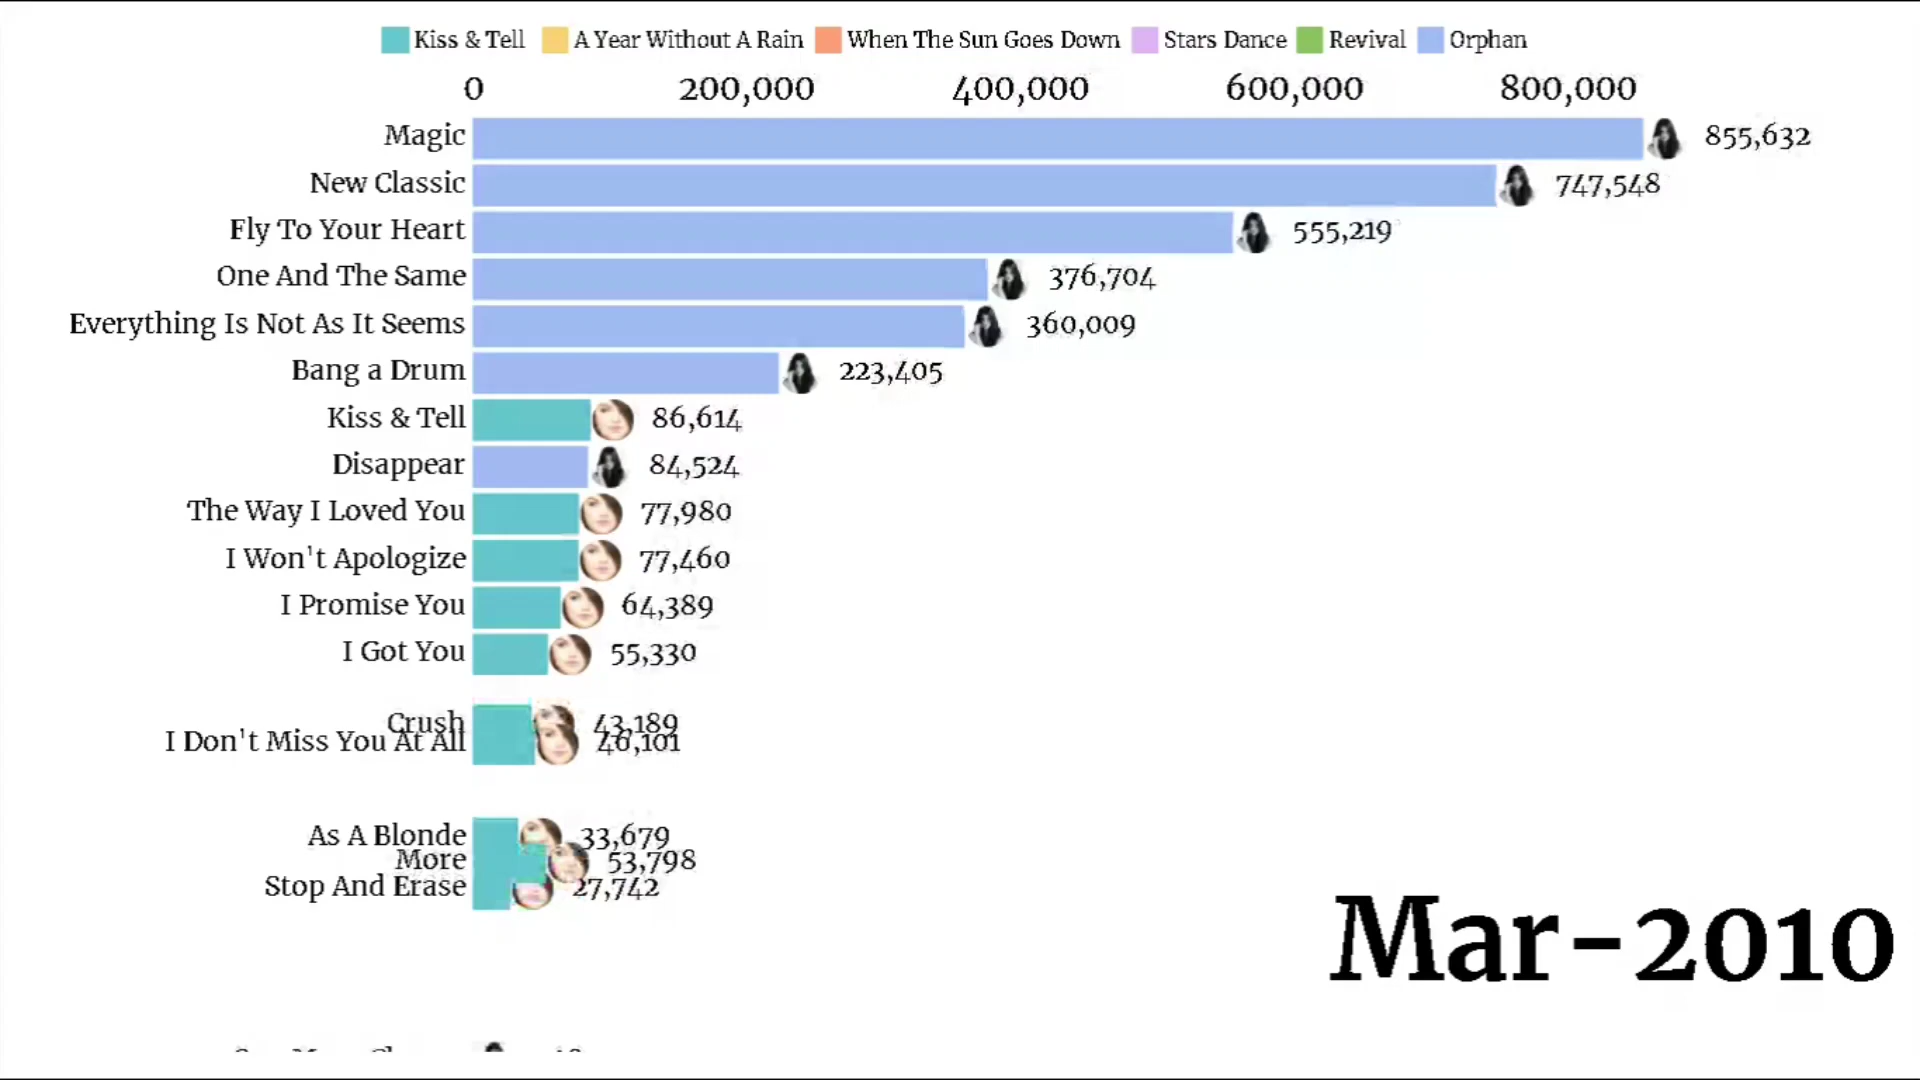 Kiss & Tell A Year Without A Rain When The Sun Goes Down Stars Dance Revival Orphan
0 200,000 400,000 600,000 800,000
Magic 855,632
New Classic 747,548
Fly To Your Heart 555,219
One And The Same 376,704
Everything Is Not As It Seems 360,009
Bang a Drum 223,405
Kiss & Tell 86,614
Disappear 84,524
The Way I Loved You 77,980
I Won't Apologize 77,460
I Promise You 64,389
I Got You 55,330
Crush 43,189
I Don't Miss You At All 46,101
As A Blonde 33,679
More 53,798
Stop And Erase 27,742
Mar-2010